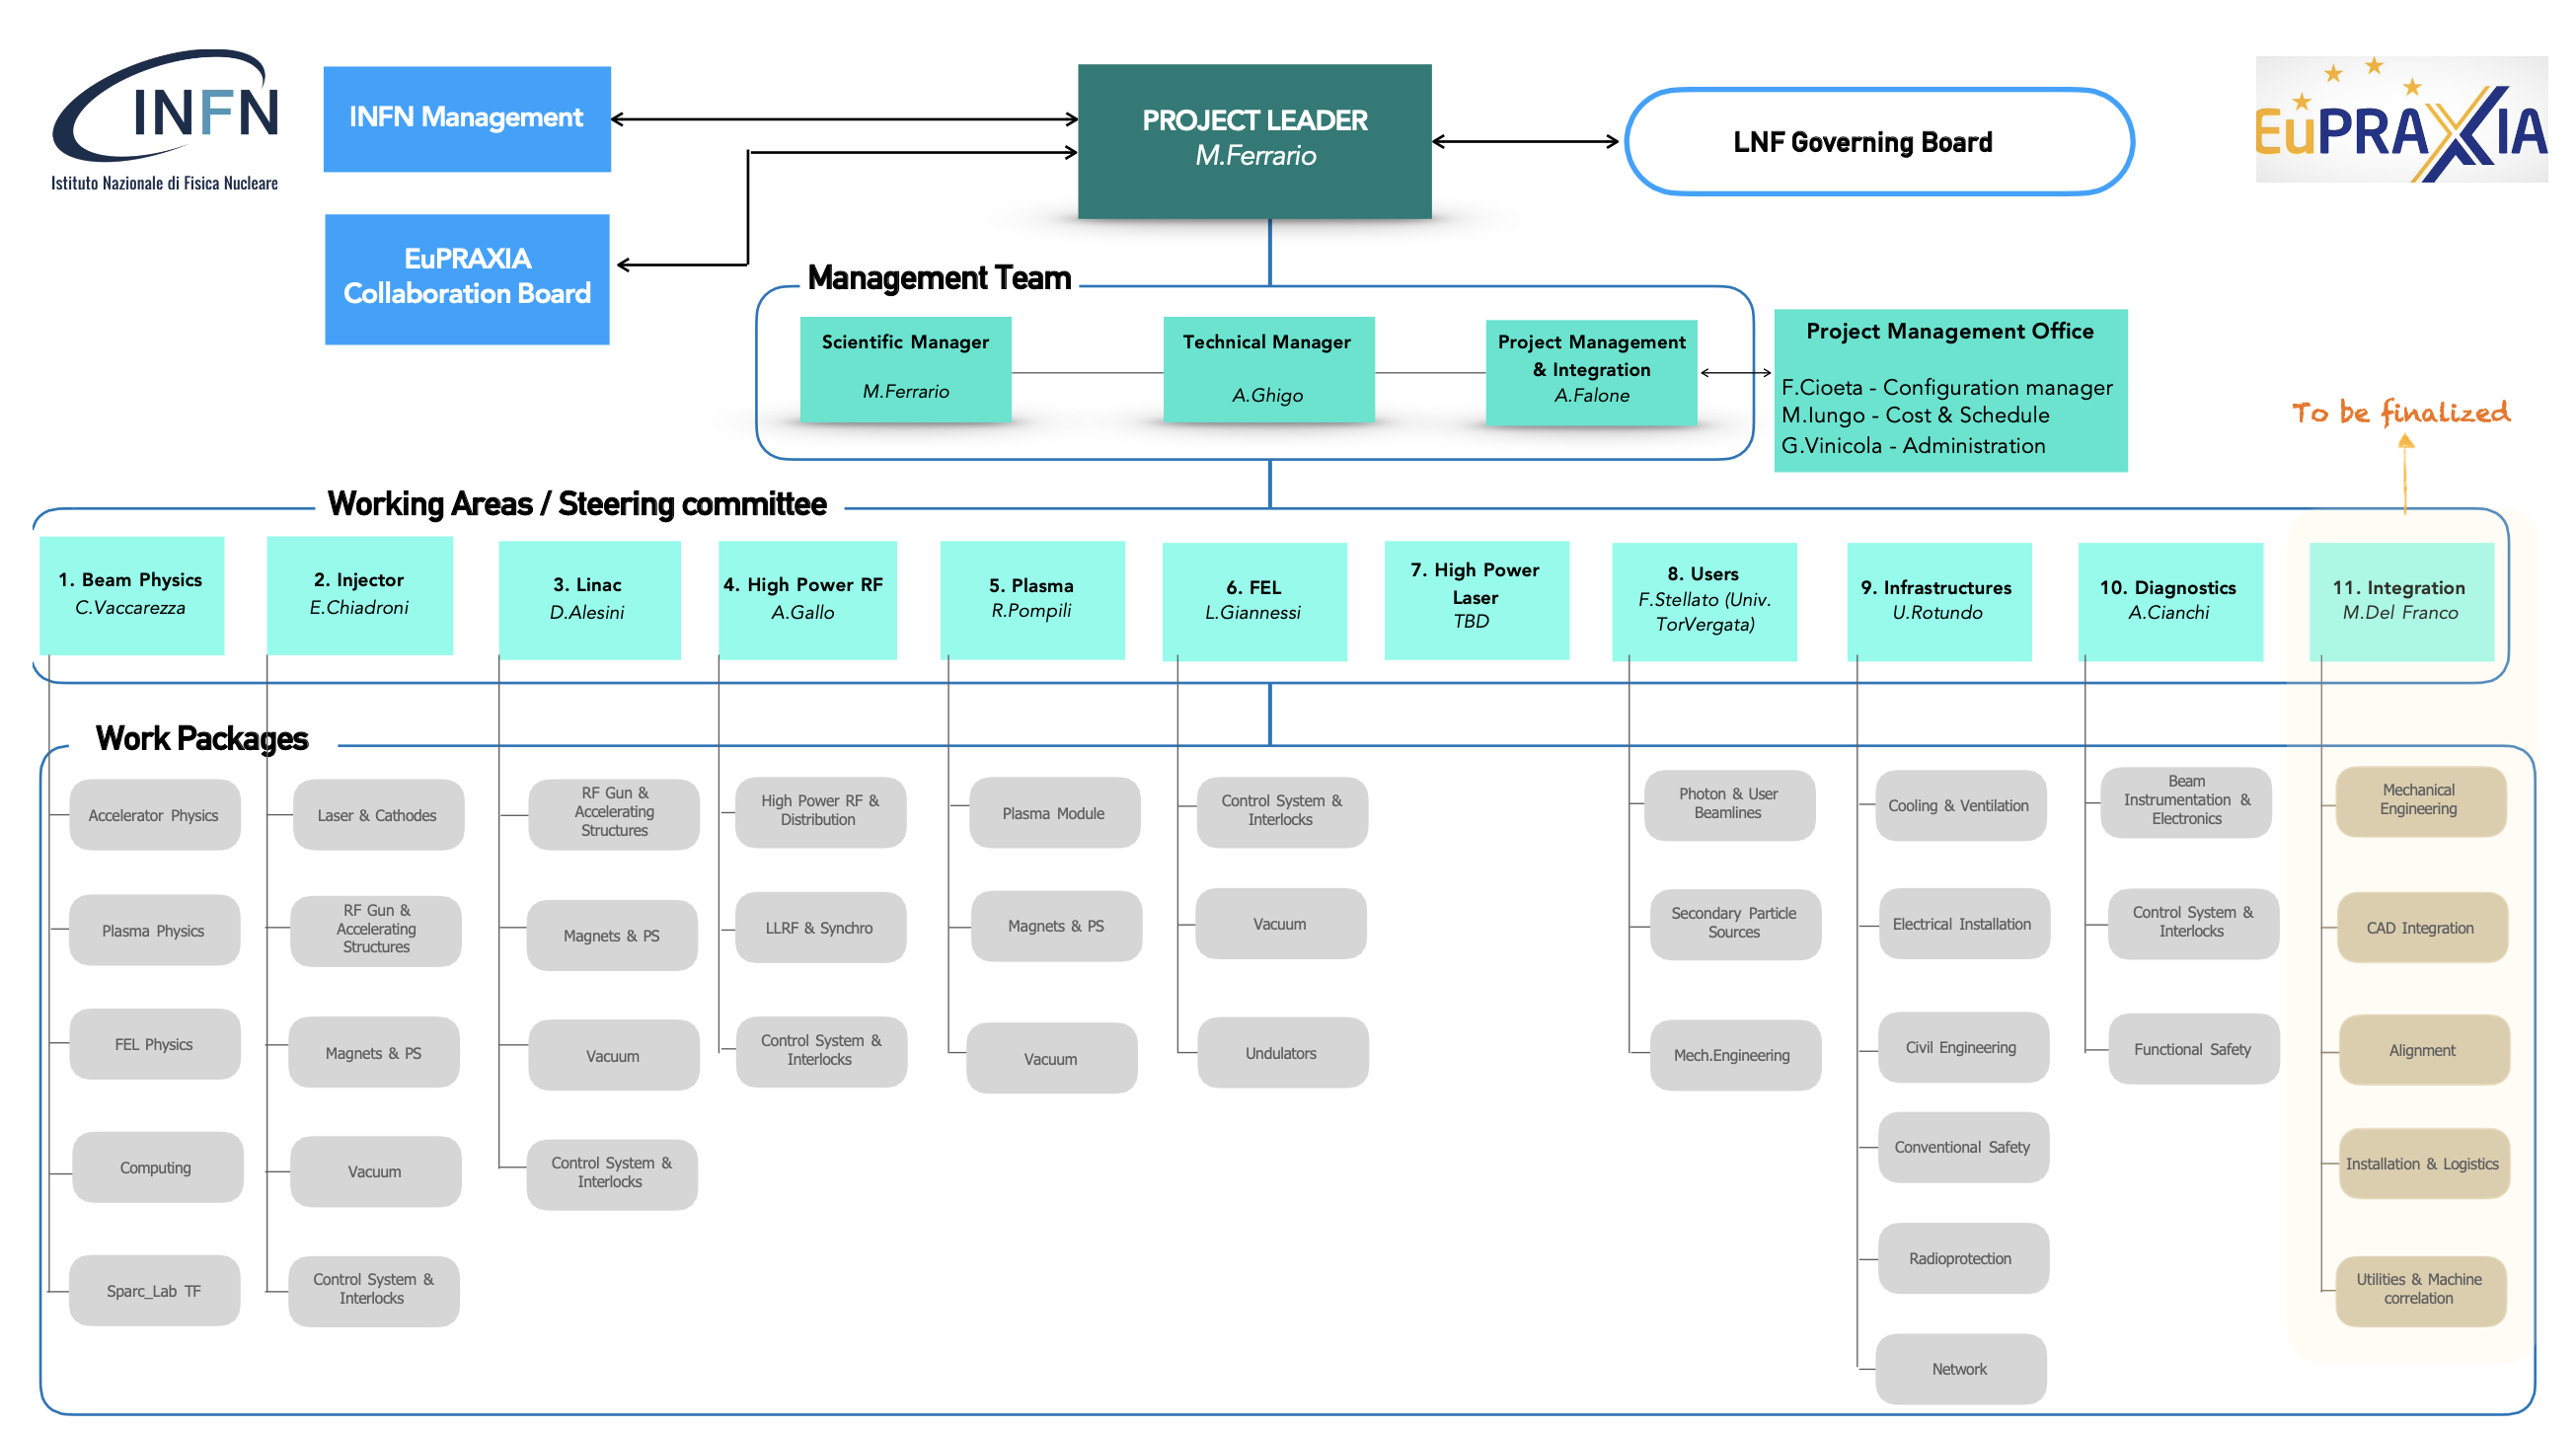 INFN
Istituto Nazionale di Fisica Nucleare
INFN Management
PROJECT LEADER
M.Ferrario
LNF Governing Board
EuPRAXIA
EuPRAXIA
Collaboration Board
Management Team
Scientific Manager
M.Ferrario
Technical Manager
A.Ghigo
Project Management
& Integration
A.Falone
Project Management Office
F.Cioeta - Configuration manager
M.Iungo - Cost & Schedule
G.Vinicola - Administration
To be finalized
Working Areas / Steering committee
1. Beam Physics
C.Vaccarezza
2. Injector
E.Chiadroni
3. Linac
D.Alesini
4. High Power RF
A.Gallo
5. Plasma
R.Pompili
6. FEL
L.Giannessi
7. High Power
Laser
TBD
8. Users
F.Stellato (Univ.
TorVergata)
9. Infrastructures
U.Rotundo
10. Diagnostics
A.Cianchi
11. Integration
M.Del Franco
Work Packages
Accelerator Physics
Plasma Physics
FEL Physics
Computing
Sparc_Lab TF
Laser & Cathodes
RF Gun &
Accelerating
Structures
Magnets & PS
Vacuum
Control System &
Interlocks
RF Gun &
Accelerating
Structures
Magnets & PS
Vacuum
Control System &
Interlocks
High Power RF &
Distribution
LLRF & Synchro
Control System &
Interlocks
Plasma Module
Magnets & PS
Vacuum
Control System &
Interlocks
Vacuum
Undulators
Photon & User
Beamlines
Secondary Particle
Sources
Mech.Engineering
Cooling & Ventilation
Electrical Installation
Civil Engineering
Conventional Safety
Radioprotection
Network
Beam
Instrumentation &
Electronics
Control System &
Interlocks
Functional Safety
Mechanical
Engineering
CAD Integration
Alignment
Installation & Logistics
Utilities & Machine
correlation